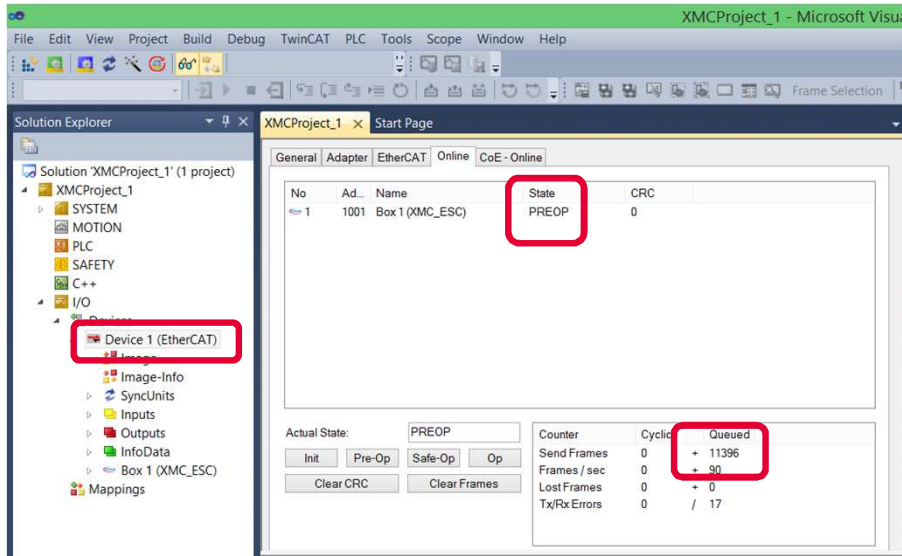 XMCProject_1 - Microsoft Visua
File Edit View Project Build Debug TwinCAT PLC Tools Scope Window Help
Frame Selection
Solution Explorer
XMCProject_1 Start Page
General Adapter EtherCAT Online CoE - Online
Solution 'XMCProject_1' (1 project)
XMCProject_1
SYSTEM
MOTION
PLC
SAFETY
C++
I/O
Devices
Device 1 (EtherCAT)
Image
Image-Info
SyncUnits
Inputs
Outputs
InfoData
Box 1 (XMC_ESC)
Mappings
No Ad... Name State CRC
1 1001 Box 1 (XMC_ESC) PREOP 0
Actual State: PREOP
Init Pre-Op Safe-Op Op
Clear CRC Clear Frames
Counter Cyclic Queued
Send Frames 0 + 11396
Frames / sec 0 + 90
Lost Frames 0 + 0
Tx/Rx Errors 0 / 17